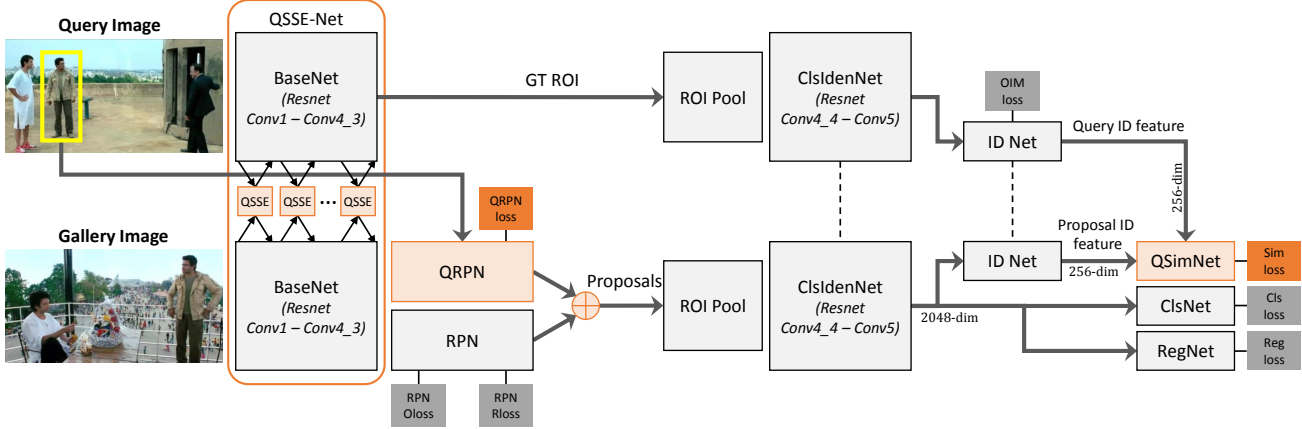 QSSE-Net
Query Image
BaseNet
(Resnet
Conv1 – Conv4_3)
GT ROI
ROI Pool
ClsIdenNet
(Resnet
Conv4_4 – Conv5)
OIM
loss
ID Net
Query ID feature
256-dim
QSSE
QSSE
...
QSSE
Gallery Image
BaseNet
(Resnet
Conv1 – Conv4_3)
QRPN
loss
QRPN
RPN
RPN
Oloss
RPN
Rloss
Proposals
ROI Pool
ClsIdenNet
(Resnet
Conv4_4 – Conv5)
2048-dim
ID Net
Proposal ID
feature
256-dim
QSimNet
Sim
loss
ClsNet
Cls
loss
RegNet
Reg
loss